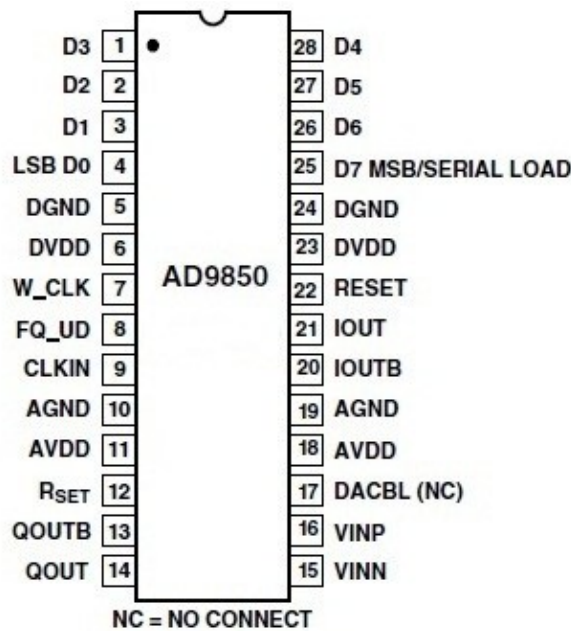 D3 1 28 D4
D2 2 27 D5
D1 3 26 D6
LSB D0 4 25 D7 MSB/SERIAL LOAD
DGND 5 24 DGND
DVDD 6 23 DVDD
AD9850
W_CLK 7 22 RESET
FQ_UD 8 21 IOUT
CLKIN 9 20 IOUTB
AGND 10 19 AGND
AVDD 11 18 AVDD
RSET 12 17 DACBL (NC)
QOUTB 13 16 VINP
QOUT 14 15 VINN
NC = NO CONNECT